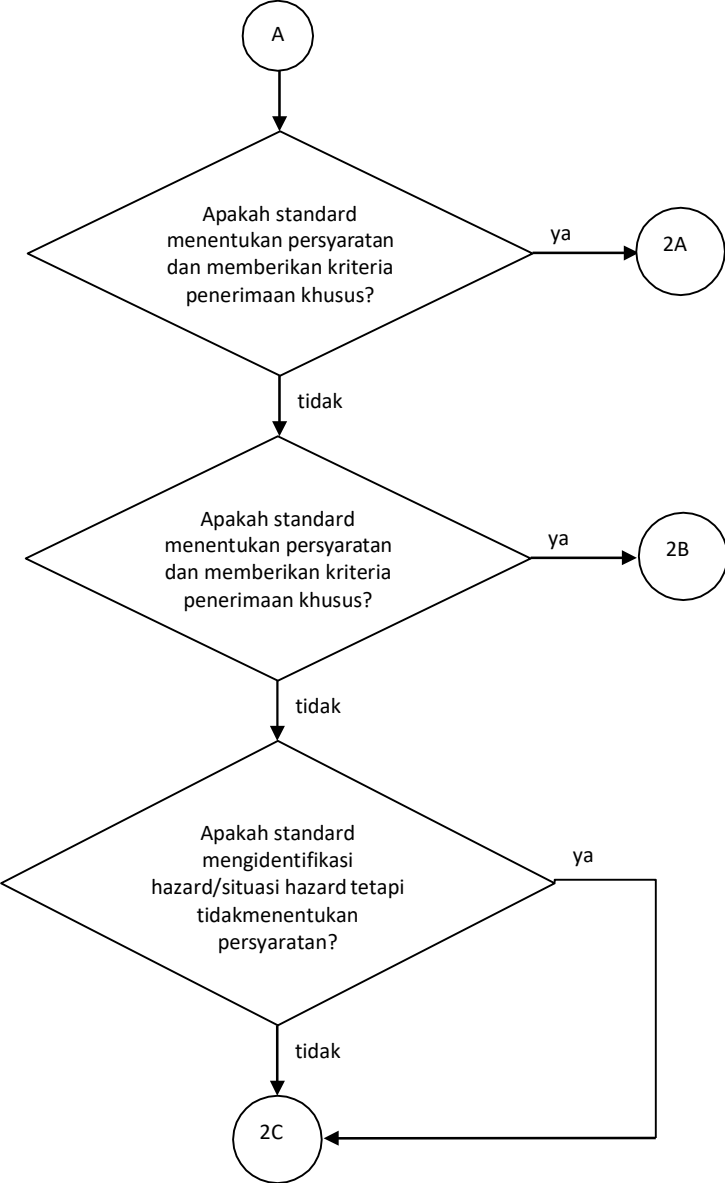 A
Apakah standard
menentukan persyaratan
dan memberikan kriteria
penerimaan khusus?
ya
2A
tidak
Apakah standard
menentukan persyaratan
dan memberikan kriteria
penerimaan khusus?
ya
2B
tidak
Apakah standard
mengidentifikasi
hazard/situasi hazard tetapi
tidakmenentukan
persyaratan?
ya
tidak
2C